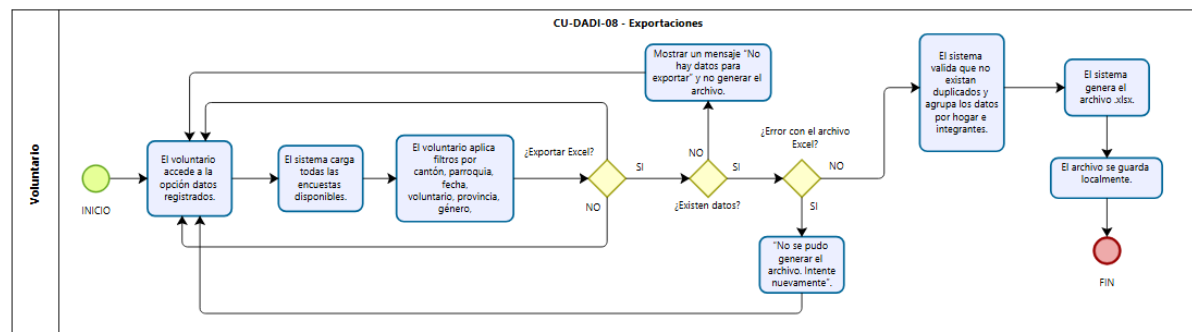 CU-DADI-08 - Exportaciones
Voluntario
INICIO
El voluntario
accede a la
opción datos
registrados.
El sistema carga
todas las
encuestas
disponibles.
El voluntario aplica
filtros por
cantón, parroquia,
fecha,
voluntario, provincia,
género,
¿Exportar Excel?
SI
NO
Mostrar un mensaje "No
hay datos para
exportar" y no generar el
archivo.
NO
SI
¿Existen datos?
¿Error con el archivo
Excel?
NO
SI
"No se pudo
generar el
archivo. Intente
nuevamente".
El sistema
valida que no
existan
duplicados y
agrupa los datos
por hogar e
integrantes.
El sistema
genera el
archivo .xlsx.
El archivo se guarda
localmente.
FIN